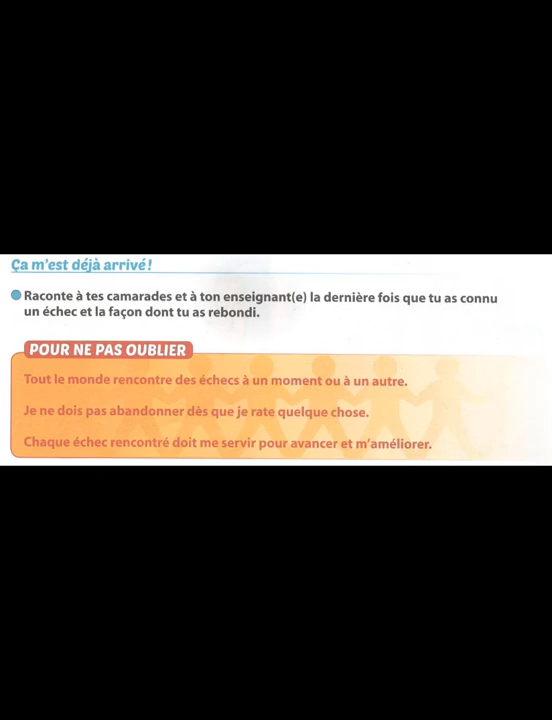 Ça m'est déjà arrivé!
Raconte à tes camarades et à ton enseignant(e) la dernière fois que tu as connu
un échec et la façon dont tu as rebondi.
POUR NE PAS OUBLIER
Tout le monde rencontre des échecs à un moment ou à un autre.
Je ne dois pas abandonner dès que je rate quelque chose.
Chaque échec rencontré doit me servir pour avancer et m'améliorer.